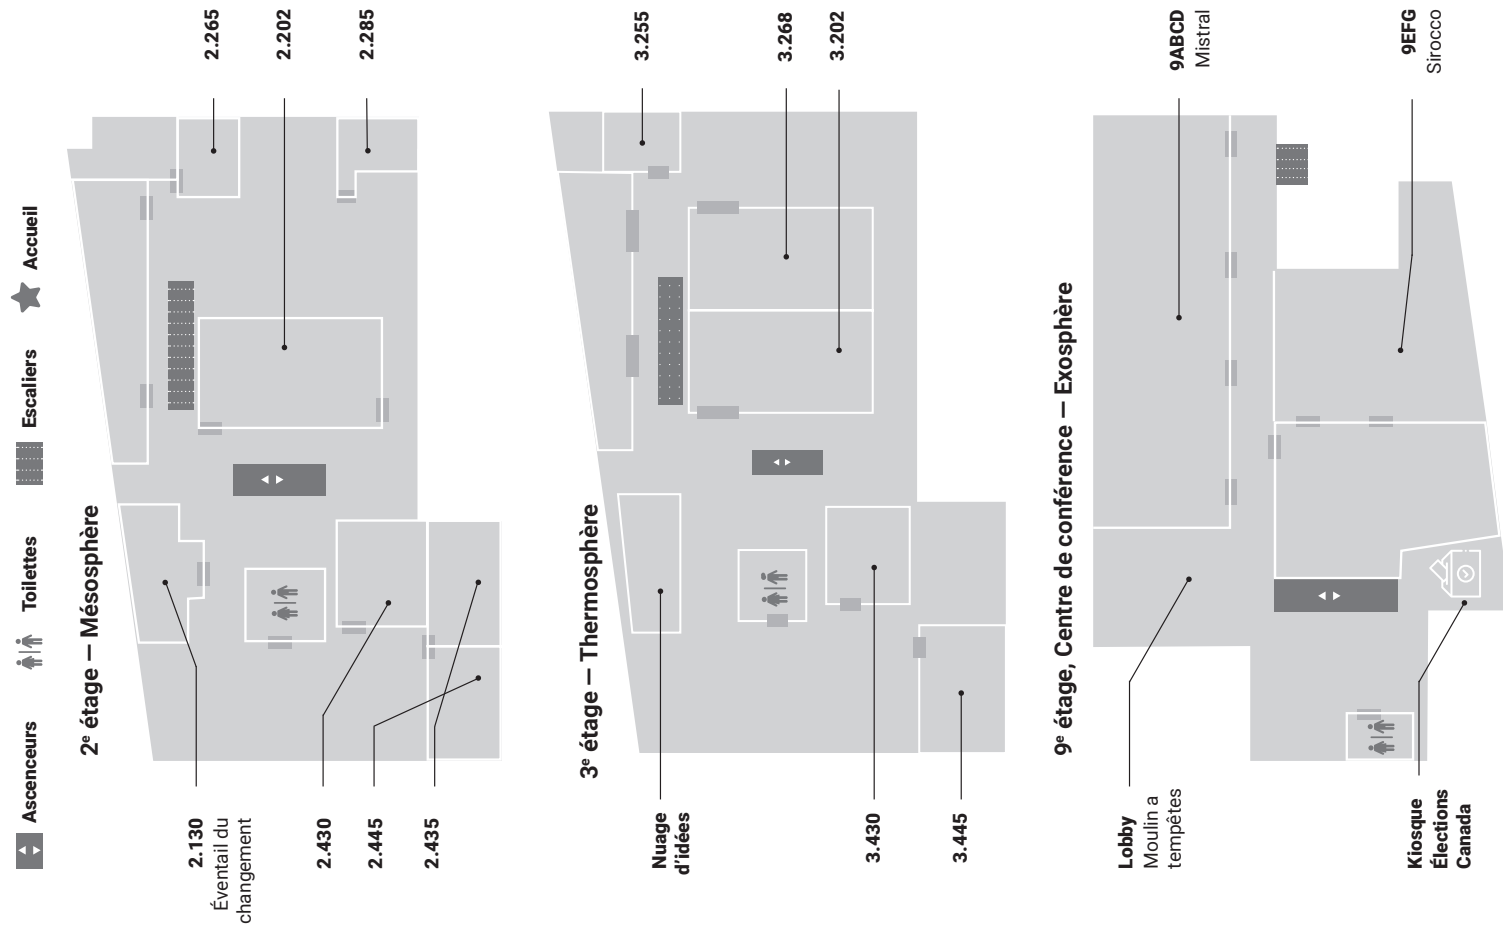 Ascenceurs
Toilettes
Escaliers
Accueil
2e étage — Mésosphère
2.130
Éventail du
changement
2.430
2.445
2.435
2.265
2.202
2.285
3e étage — Thermosphère
Nuage
d'idées
3.430
3.445
3.255
3.268
3.202
9e étage, Centre de conférence — Exosphère
Lobby
Moulin a
tempêtes
Kiosque
Élections
Canada
9ABCD
Mistral
9EFG
Sirocco